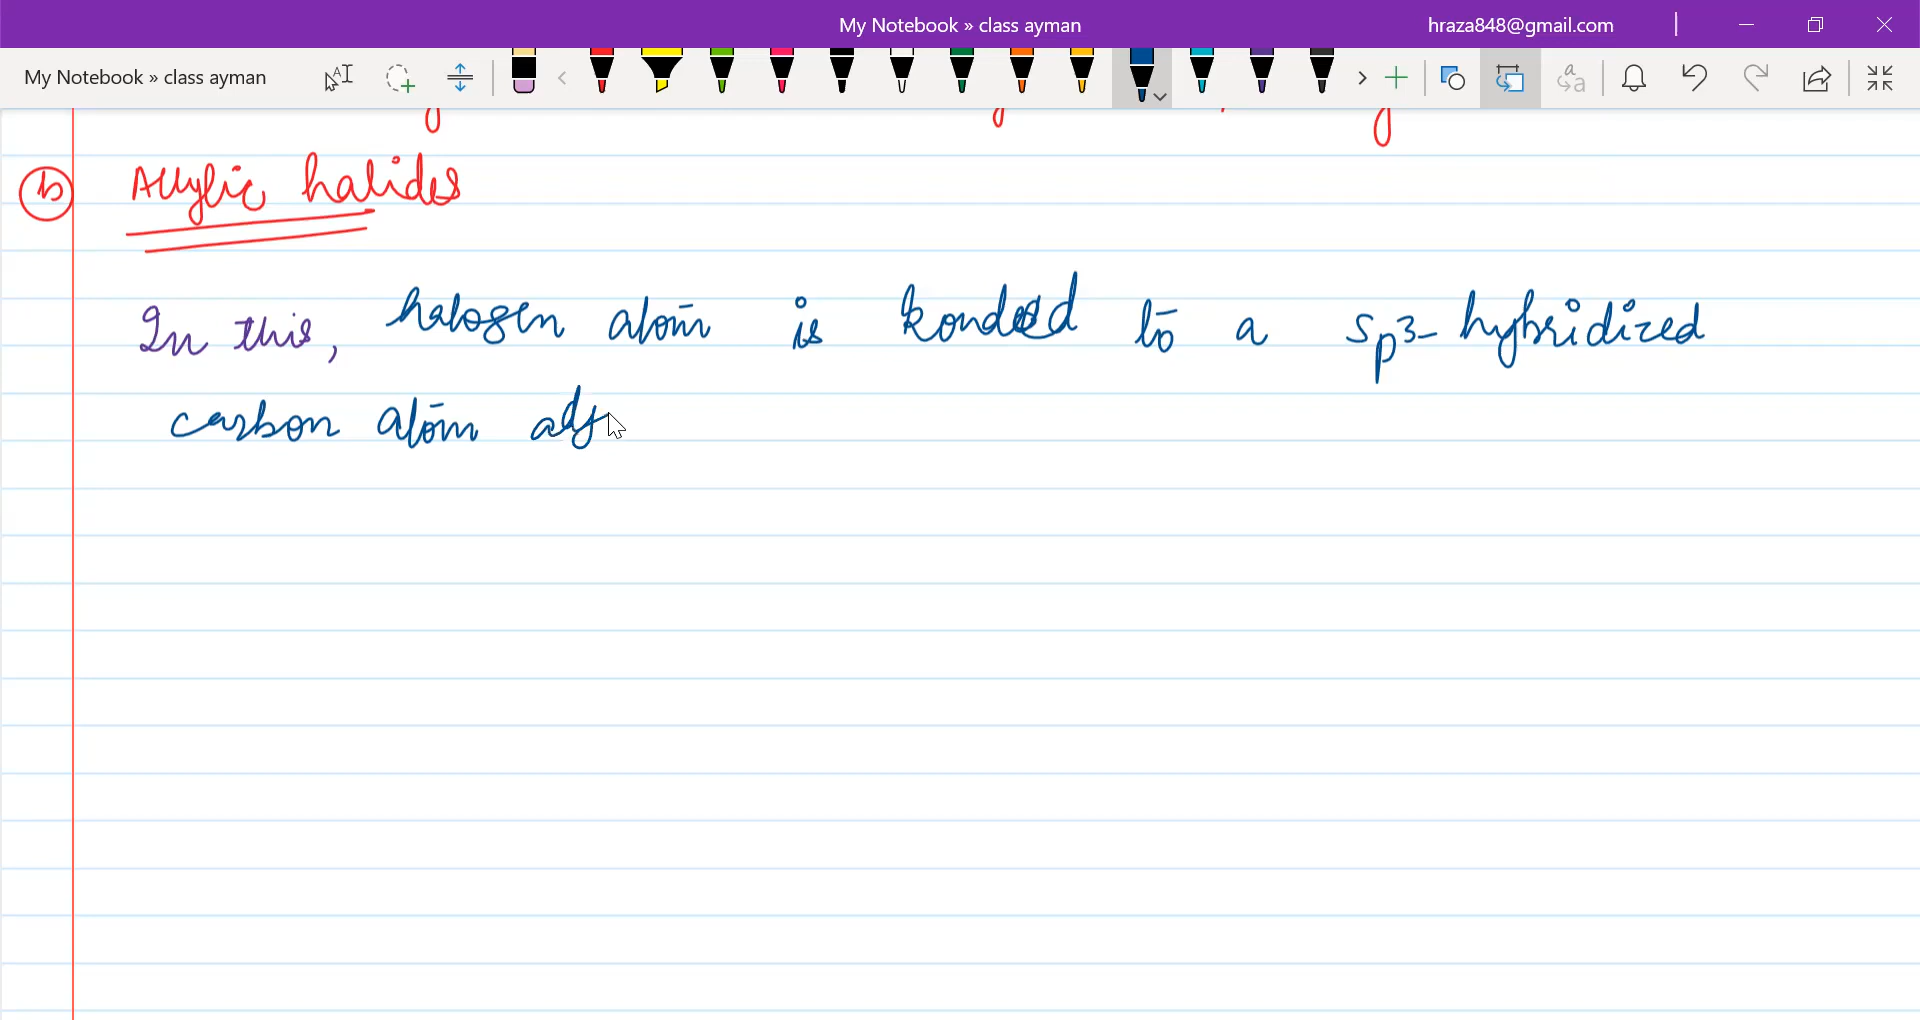 My Notebook » class ayman
hraza848@gmail.com
My Notebook » class ayman
b Allylic halides
In this, halogen atom is bonded to a sp3-hybridized
carbon atom adj